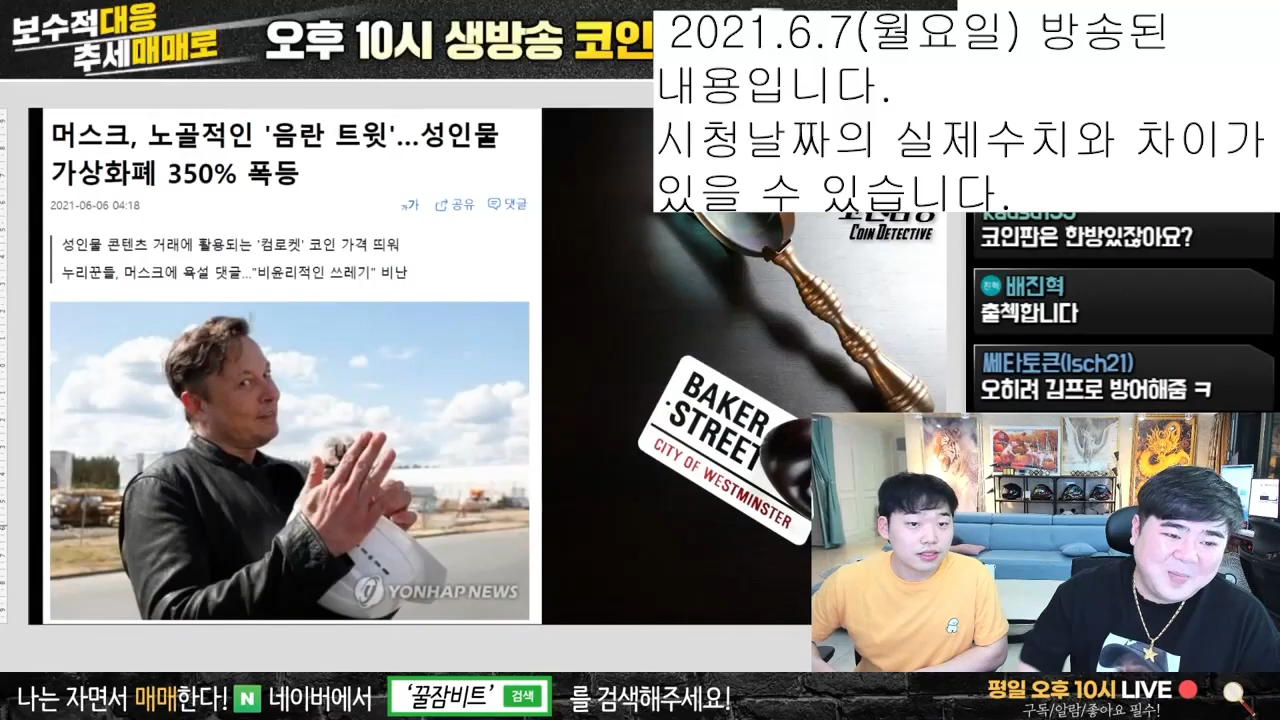 보수적대응
추세매매로
오후 10시 생방송 코인
2021.6.7(월요일) 방송된
내용입니다.
시청날짜의 실제수치와 차이가
있을 수 있습니다.
머스크, 노골적인 '음란 트윗'...성인물
가상화폐 350% 폭등
2021-06-06 04:18
가 공유 댓글
성인물 콘텐츠 거래에 활용되는 '컴로켓' 코인 가격 띄워
누리꾼들, 머스크에 욕설 댓글..."비윤리적인 쓰레기" 비난
YONHAP NEWS
COIN DETECTIVE
BAKER
STREET
CITY OF WESTMINSTER
코인판은 한방있잖아요?
진혁 배진혁
출첵합니다
쎄타토큰(lsch21)
오히려 김프로 방어해줌 ㅋ
나는 자면서 매매한다! N 네이버에서 '꿀잠비트' 검색 를 검색해주세요!
평일 오후 10시 LIVE
구독/알람/좋아요 필수!